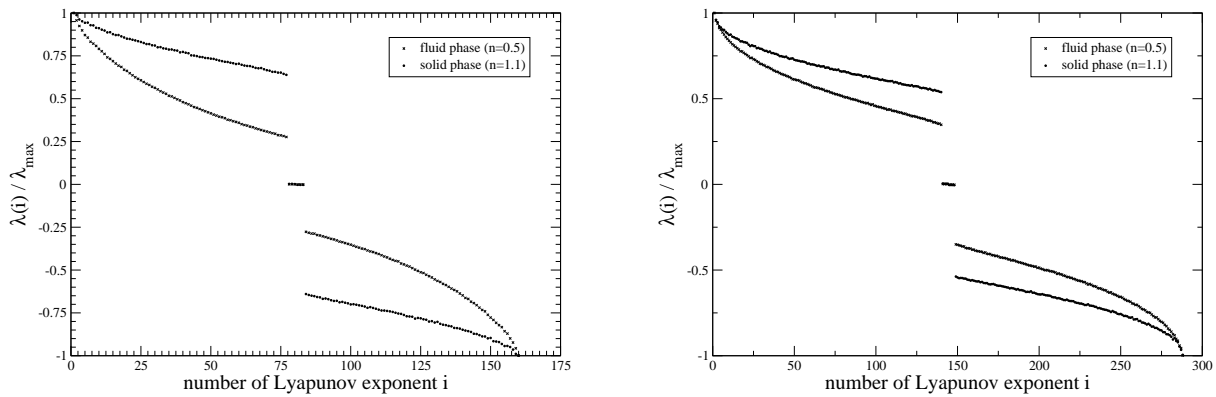 1
0.75
0.5
0.25
0
-0.25
-0.5
-0.75
-1
λ(i) / λmax
0 25 50 75 100 125 150 175
number of Lyapunov exponent i
fluid phase (n=0.5)
solid phase (n=1.1)
1
0.5
0
-0.5
-1
λ(i) / λmax
0 50 100 150 200 250 300
number of Lyapunov exponent i
fluid phase (n=0.5)
solid phase (n=1.1)